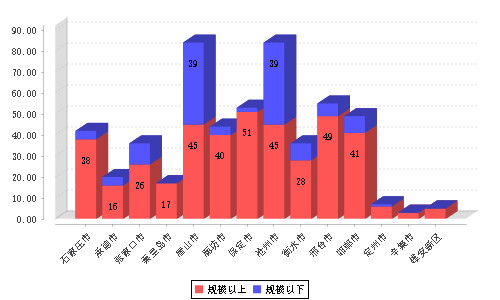 90.00
80.00
70.00
60.00
50.00
40.00
30.00
20.00
10.00
0.00
38
16
26
17
45
39
40
51
45
39
28
49
41
石家庄市
承德市
张家口市
秦皇岛市
唐山市
廊坊市
保定市
沧州市
衡水市
邢台市
邯郸市
定州市
辛集市
雄安新区
规模以上
规模以下